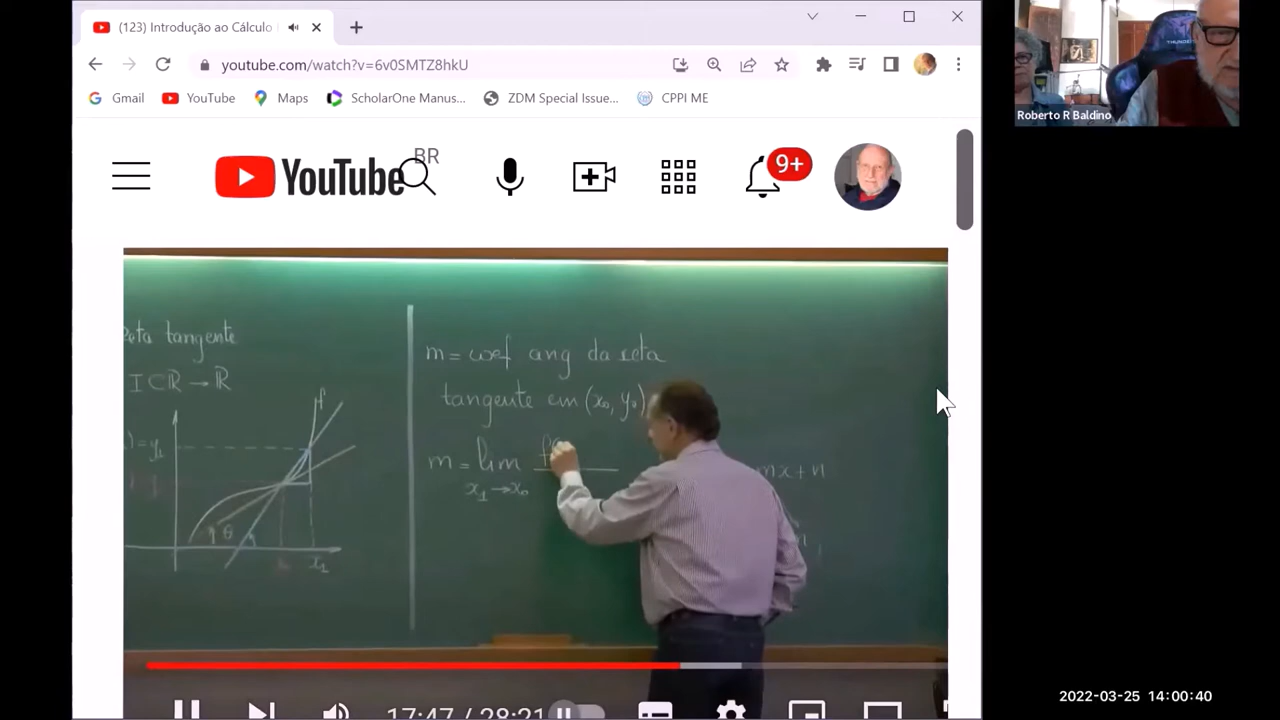 (123) Introdução ao Cálculo
youtube.com/watch?v=6v0SMTZ8hkU
Gmail
YouTube
Maps
ScholarOne Manus...
ZDM Special Issue...
CPPI ME
YouTube
BR
9+
Roberto R Baldino
reta tangente
I⊂ℝ→ℝ
)=y₁
f
θ
x₁
m = coef ang da reta
tangente em (x₀, y₀)
m = lim f
x₁→x₀
mx+n
17:47 / 28:21
2022-03-25 14:00:40